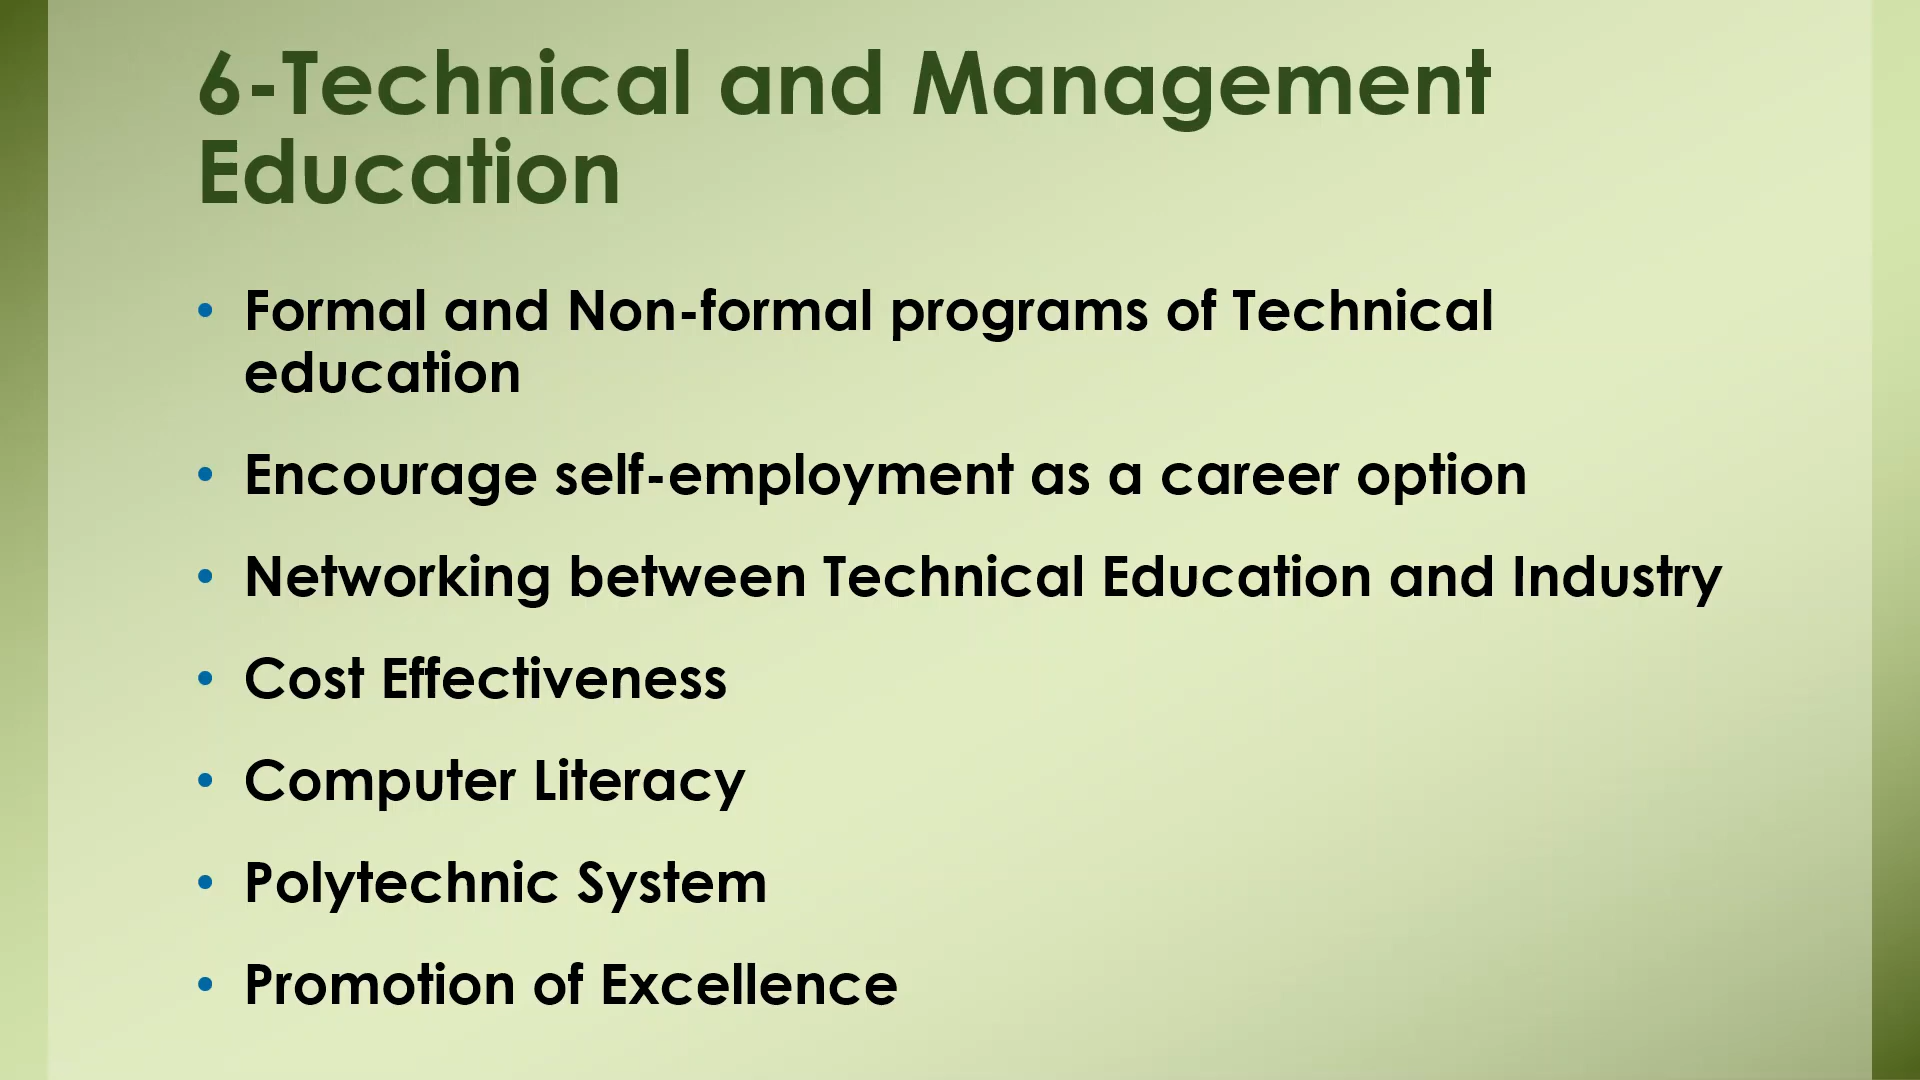 6-Technical and Management
Education
• Formal and Non-formal programs of Technical
education
• Encourage self-employment as a career option
• Networking between Technical Education and Industry
• Cost Effectiveness
• Computer Literacy
• Polytechnic System
• Promotion of Excellence